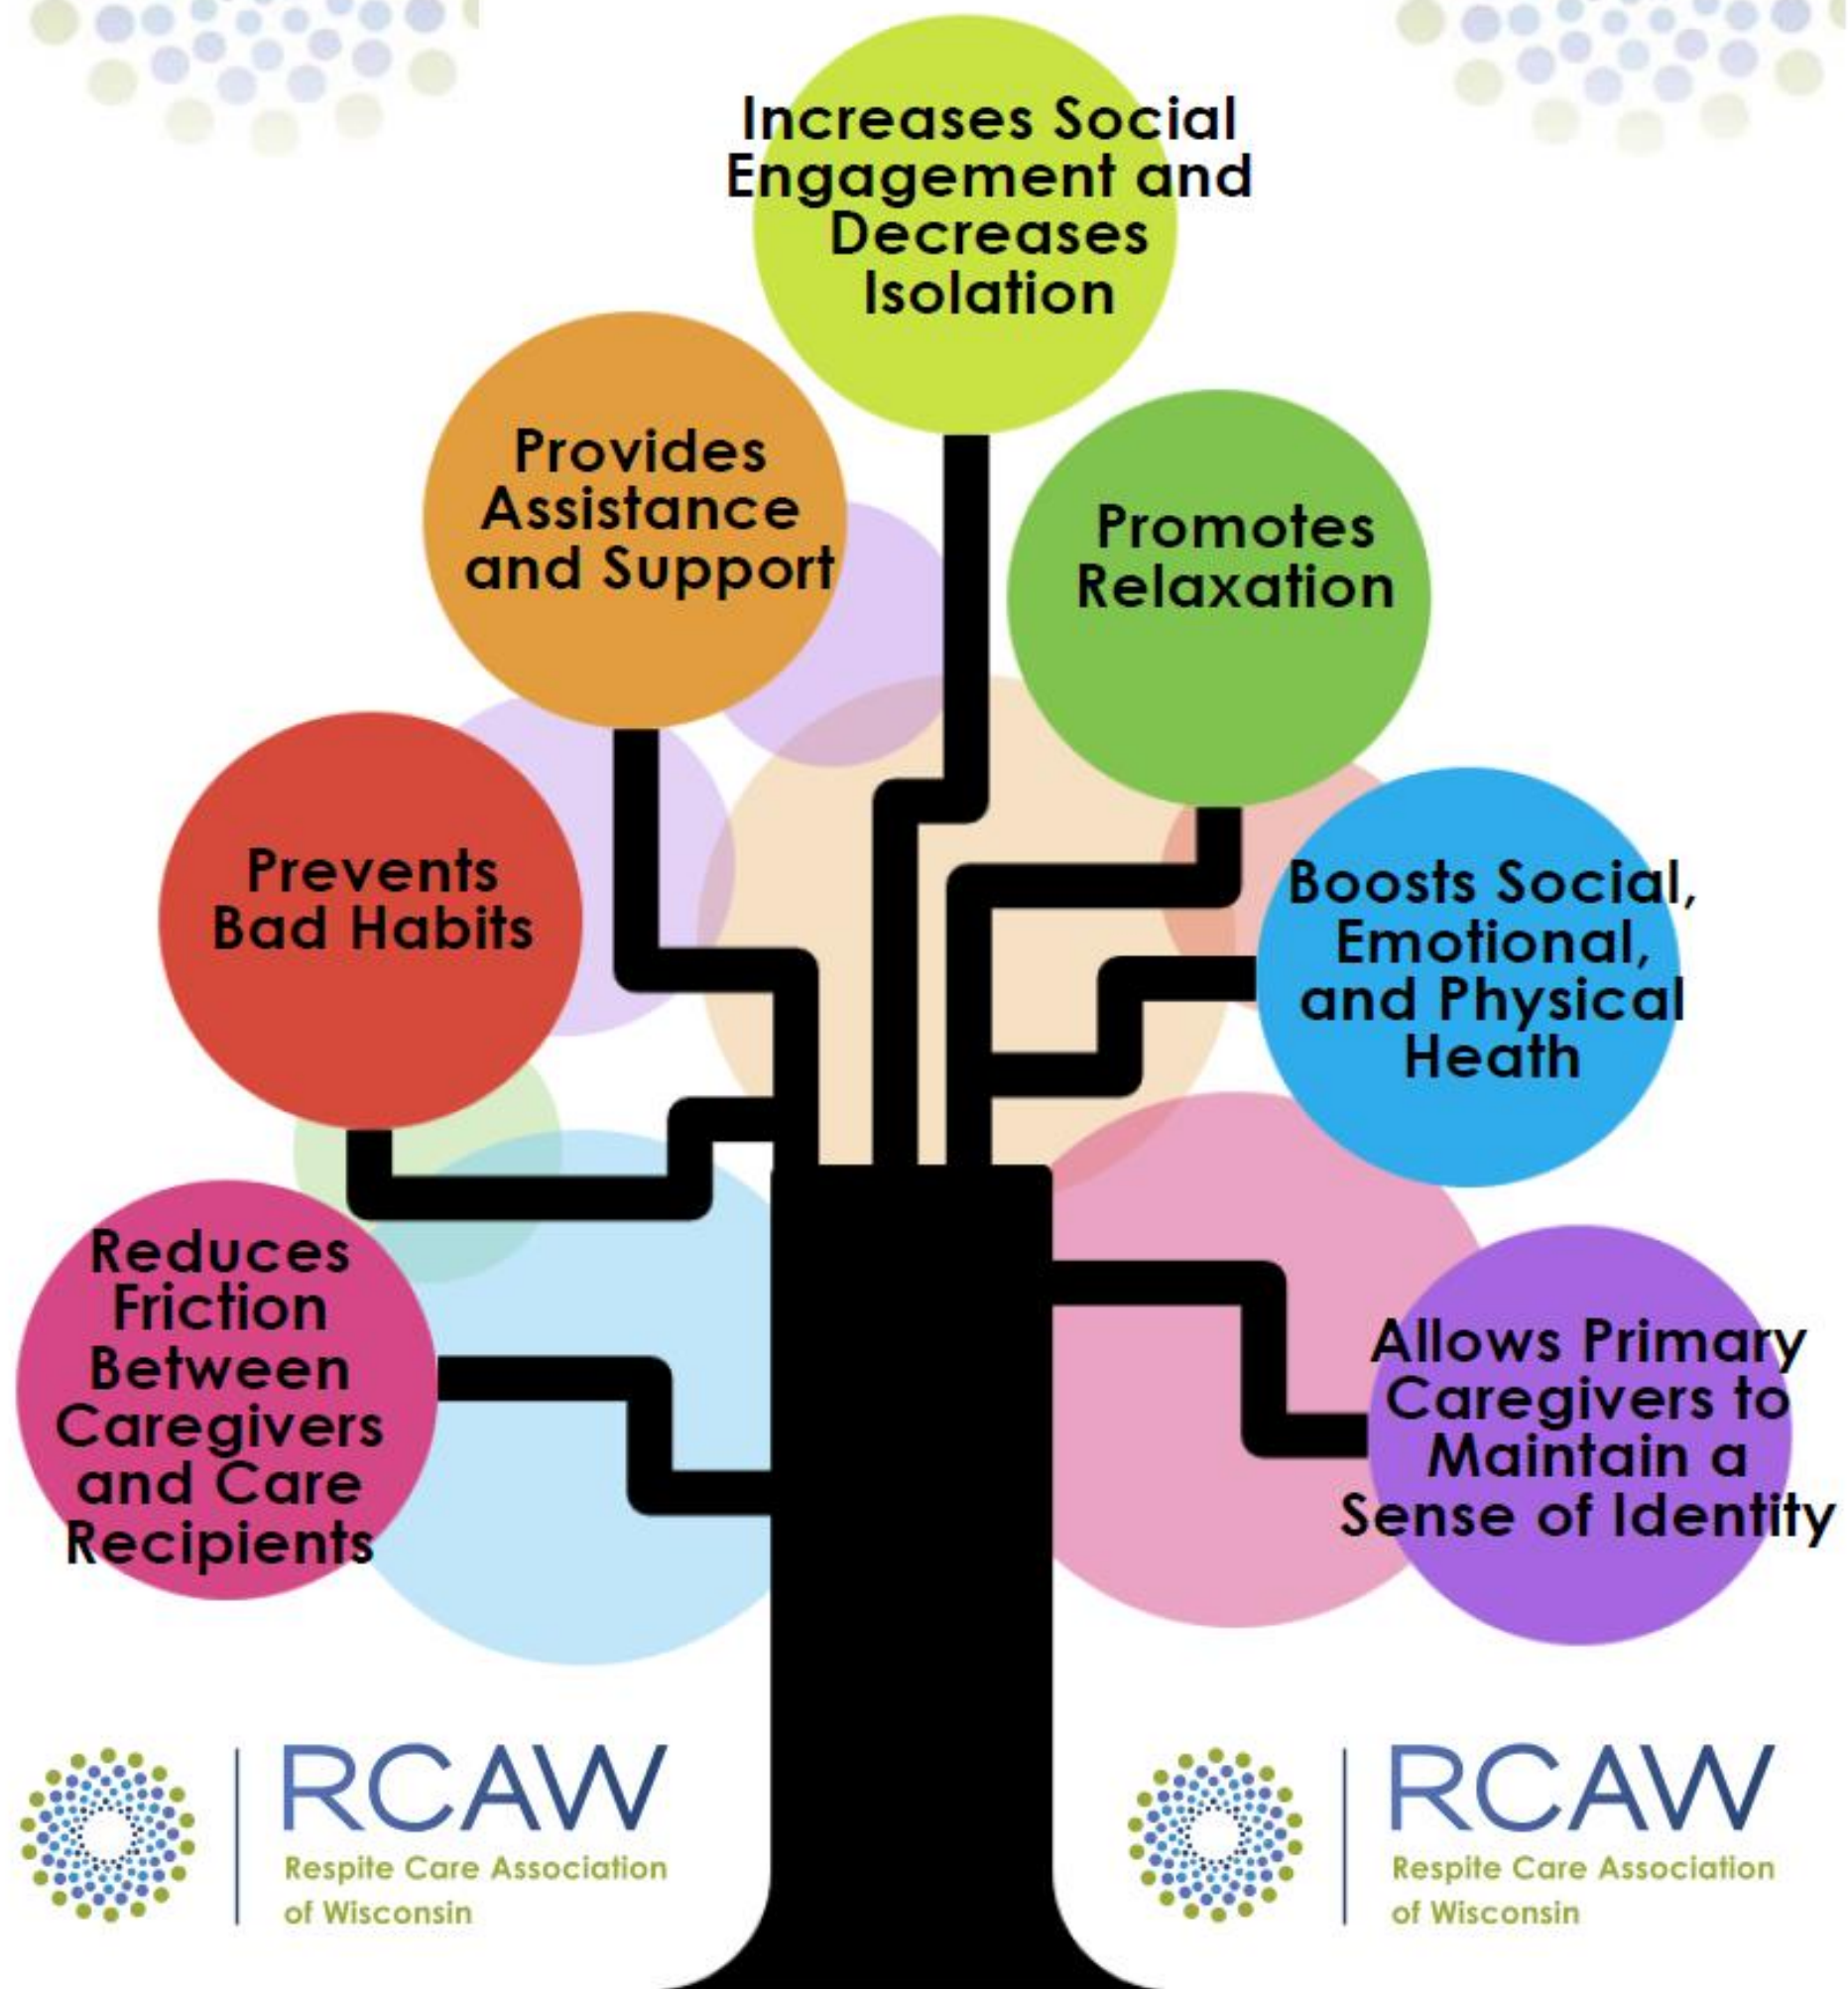 Increases Social
Engagement and
Decreases
Isolation
Provides
Assistance
and Support
Promotes
Relaxation
Prevents
Bad Habits
Boosts Social,
Emotional,
and Physical
Heath
Reduces
Friction
Between
Caregivers
and Care
Recipients
Allows Primary
Caregivers to
Maintain a
Sense of Identity
RCAW
Respite Care Association
of Wisconsin
RCAW
Respite Care Association
of Wisconsin